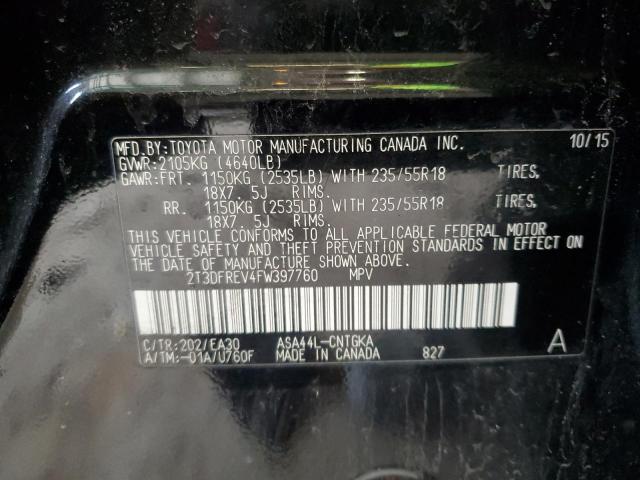 MFD.BY:TOYOTA MOTOR MANUFACTURING CANADA INC. 10/15
GVWR:2105KG (4640LB)
GAWR:FRT. 1150KG (2535LB) WITH 235/55R18 TIRES,
18X7.5J RIMS.
RR. 1150KG (2535LB) WITH 235/55R18 TIRES,
18X7.5J RIMS.
THIS VEHICLE CONFORMS TO ALL APPLICABLE FEDERAL MOTOR
VEHICLE SAFETY AND THEFT PREVENTION STANDARDS IN EFFECT ON
THE DATE OF MANUFACTURE SHOWN ABOVE.
2T3DFREV4FW397760 MPV
C/TR:202/EA30 ASA44L-CNTGKA
A/TM:-01A/U760F MADE IN CANADA 827 A